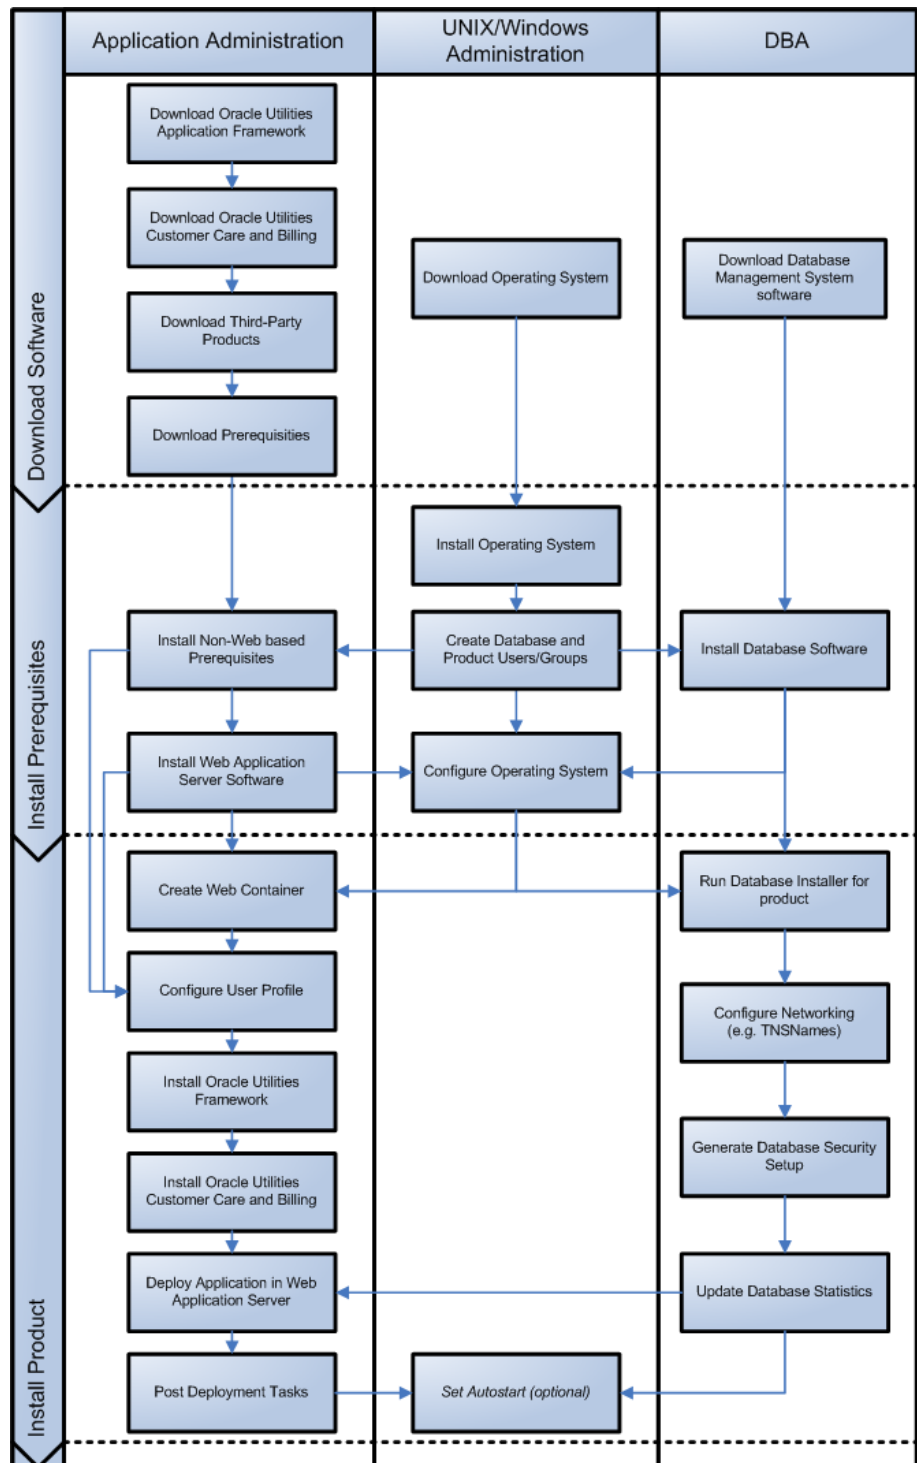 Application Administration
UNIX/Windows
Administration
DBA
Download Software
Download Oracle Utilities
Application Framework
Download Oracle Utilities
Customer Care and Billing
Download Operating System
Download Database
Management System
software
Download Third-Party
Products
Download Prerequisities
Install Prerequisites
Install Operating System
Install Non-Web based
Prerequisites
Create Database and
Product Users/Groups
Install Database Software
Install Web Application
Server Software
Configure Operating System
Install Product
Create Web Container
Run Database Installer for
product
Configure User Profile
Configure Networking
(e.g. TNSNames)
Install Oracle Utilities
Framework
Generate Database Security
Setup
Install Oracle Utilities
Customer Care and Billing
Deploy Application in Web
Application Server
Update Database Statistics
Post Deployment Tasks
Set Autostart (optional)